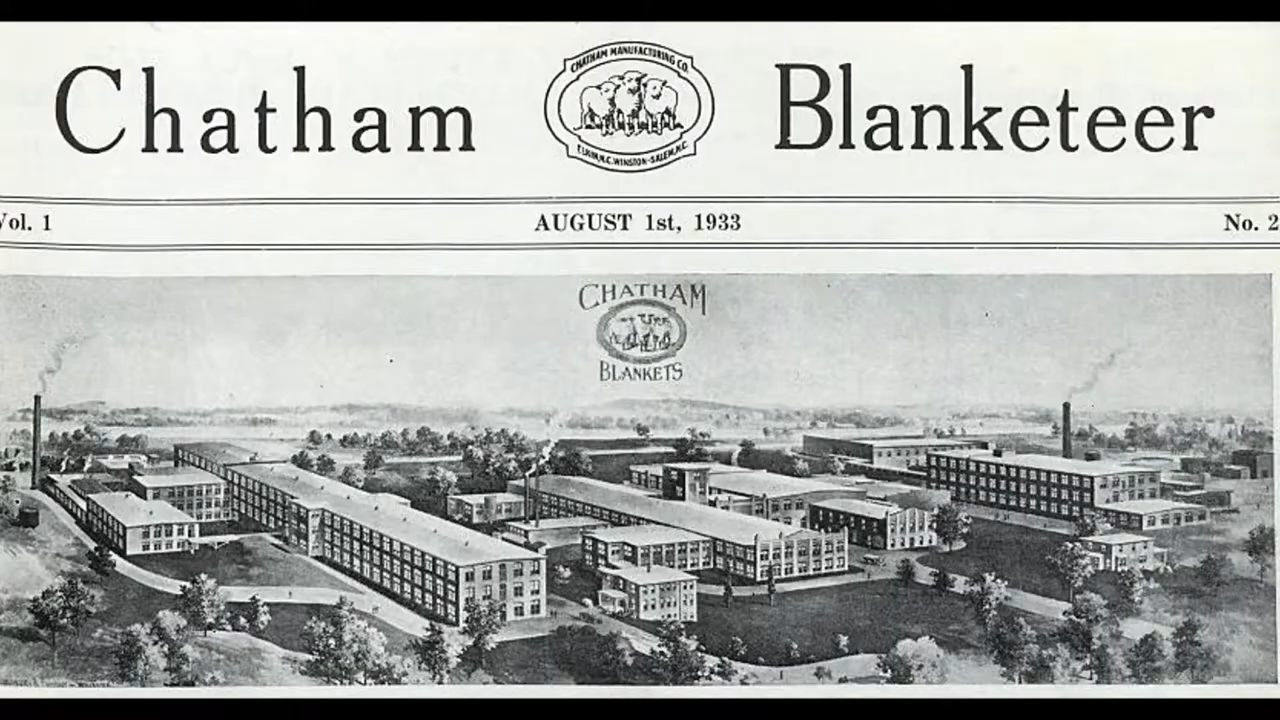 Chatham Blanketeer
CHATHAM MANUFACTURING CO.
ELKIN, N.C. WINSTON-SALEM, N.C.
Vol. 1 AUGUST 1st, 1933 No. 2
CHATHAM
BLANKETS